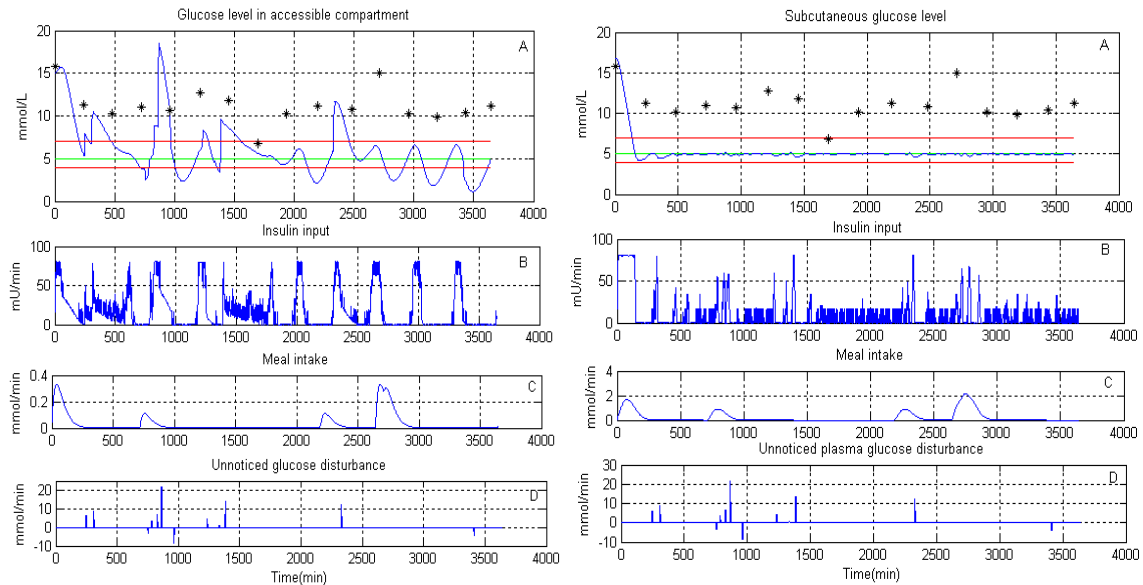 Glucose level in accessible compartment
A
mmol/L
20
15
10
5
0
0 500 1000 1500 2000 2500 3000 3500 4000
Insulin input
B
mU/min
100
50
0
0 500 1000 1500 2000 2500 3000 3500 4000
Meal intake
C
mmol/min
0.4
0.2
0
0 500 1000 1500 2000 2500 3000 3500 4000
Unnoticed glucose disturbance
D
mmol/min
20
10
0
-10
0 500 1000 1500 2000 2500 3000 3500 4000
Time(min)
Subcutaneous glucose level
A
mmol/L
20
15
10
5
0
0 500 1000 1500 2000 2500 3000 3500 4000
Insulin input
B
mU/min
100
50
0
0 500 1000 1500 2000 2500 3000 3500 4000
Meal intake
C
mmol/min
4
2
0
0 500 1000 1500 2000 2500 3000 3500 4000
Unnoticed plasma glucose disturbance
D
mmol/min
30
20
10
0
-10
0 500 1000 1500 2000 2500 3000 3500 4000
Time(min)